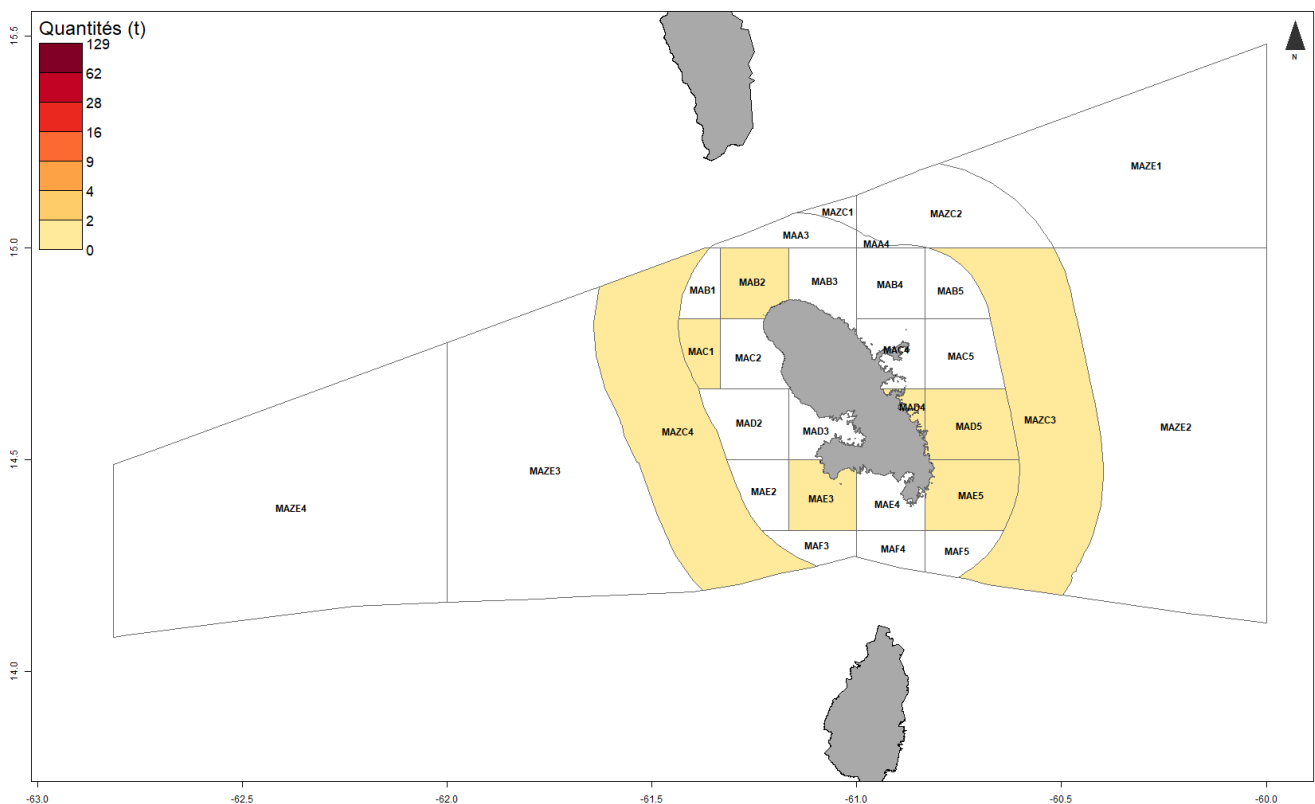 Quantités (t)
129
62
28
16
9
4
2
0
N
15.5
15.0
14.5
14.0
MAZE1
MAZC1
MAZC2
MAA3
MAA4
MAB1
MAB2
MAB3
MAB4
MAB5
MAC1
MAC2
MAC4
MAC5
MAD2
MAD3
MAD4
MAD5
MAZC3
MAZC4
MAZE2
MAZE3
MAZE4
MAE2
MAE3
MAE4
MAE5
MAF3
MAF4
MAF5
-63.0
-62.5
-62.0
-61.5
-61.0
-60.5
-60.0